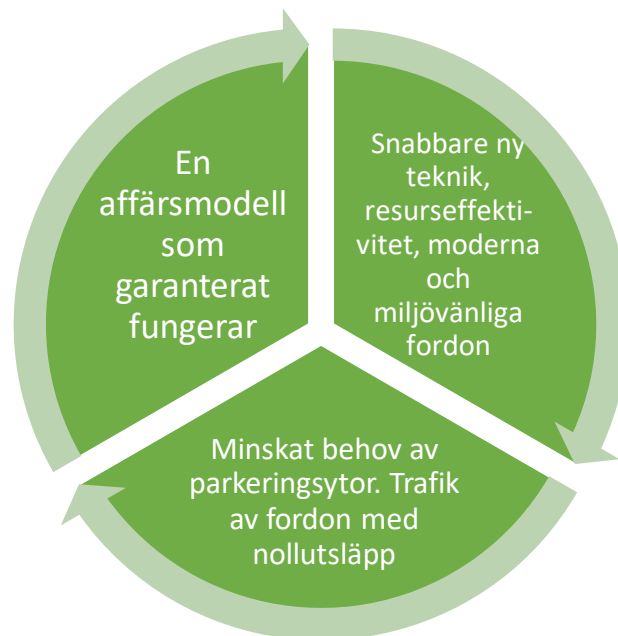 En
affärsmodell
som
garanterat
fungerar
Snabbare ny
teknik,
resurseffekti-
vitet, moderna
och
miljövänliga
fordon
Minskat behov av
parkeringsytor. Trafik
av fordon med
nollutsläpp